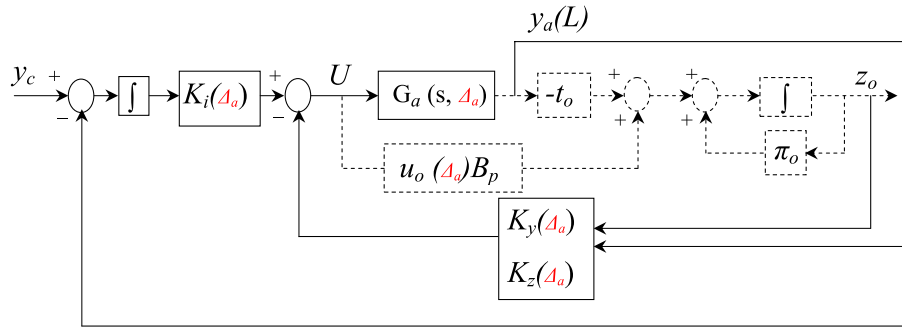 y_a(L)
y_c + − ∫ K_i(Δ_a) + − U G_a (s, Δ_a) -t_o + + + + ∫ z_o
π_o
u_o (Δ_a)B_p
K_y(Δ_a)
K_z(Δ_a)